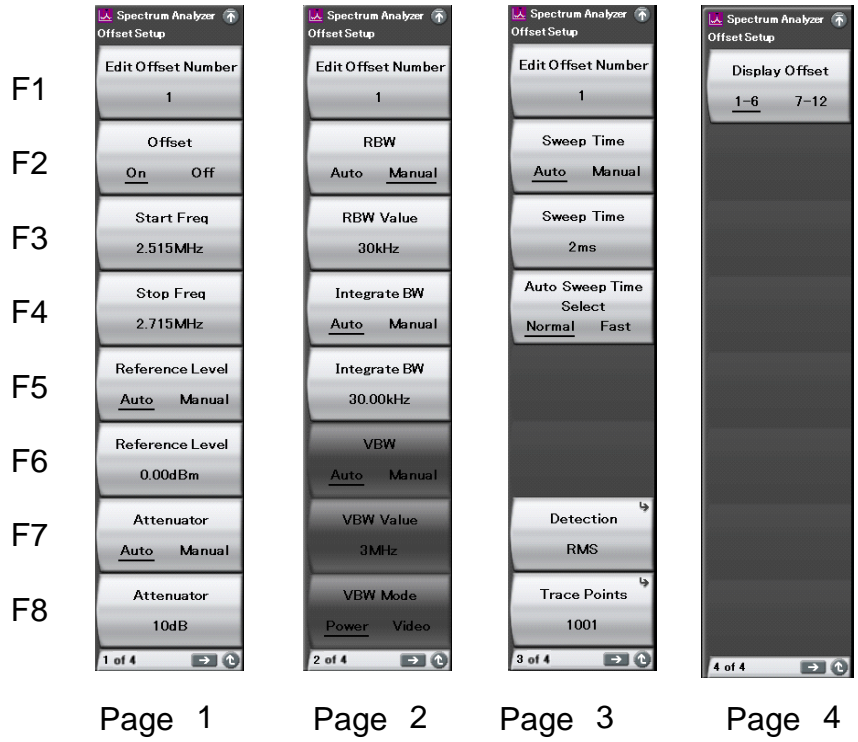 F1
F2
F3
F4
F5
F6
F7
F8
Spectrum Analyzer
Offset Setup
Edit Offset Number
1
Offset
On Off
Start Freq
2.515MHz
Stop Freq
2.715MHz
Reference Level
Auto Manual
Reference Level
0.00dBm
Attenuator
Auto Manual
Attenuator
10dB
1 of 4
Page 1
Spectrum Analyzer
Offset Setup
Edit Offset Number
1
RBW
Auto Manual
RBW Value
30kHz
Integrate BW
Auto Manual
Integrate BW
30.00kHz
VBW
Auto Manual
VBW Value
3MHz
VBW Mode
Power Video
2 of 4
Page 2
Spectrum Analyzer
Offset Setup
Edit Offset Number
1
Sweep Time
Auto Manual
Sweep Time
2ms
Auto Sweep Time
Select
Normal Fast
Detection
RMS
Trace Points
1001
3 of 4
Page 3
Spectrum Analyzer
Offset Setup
Display Offset
1-6 7-12
4 of 4
Page 4